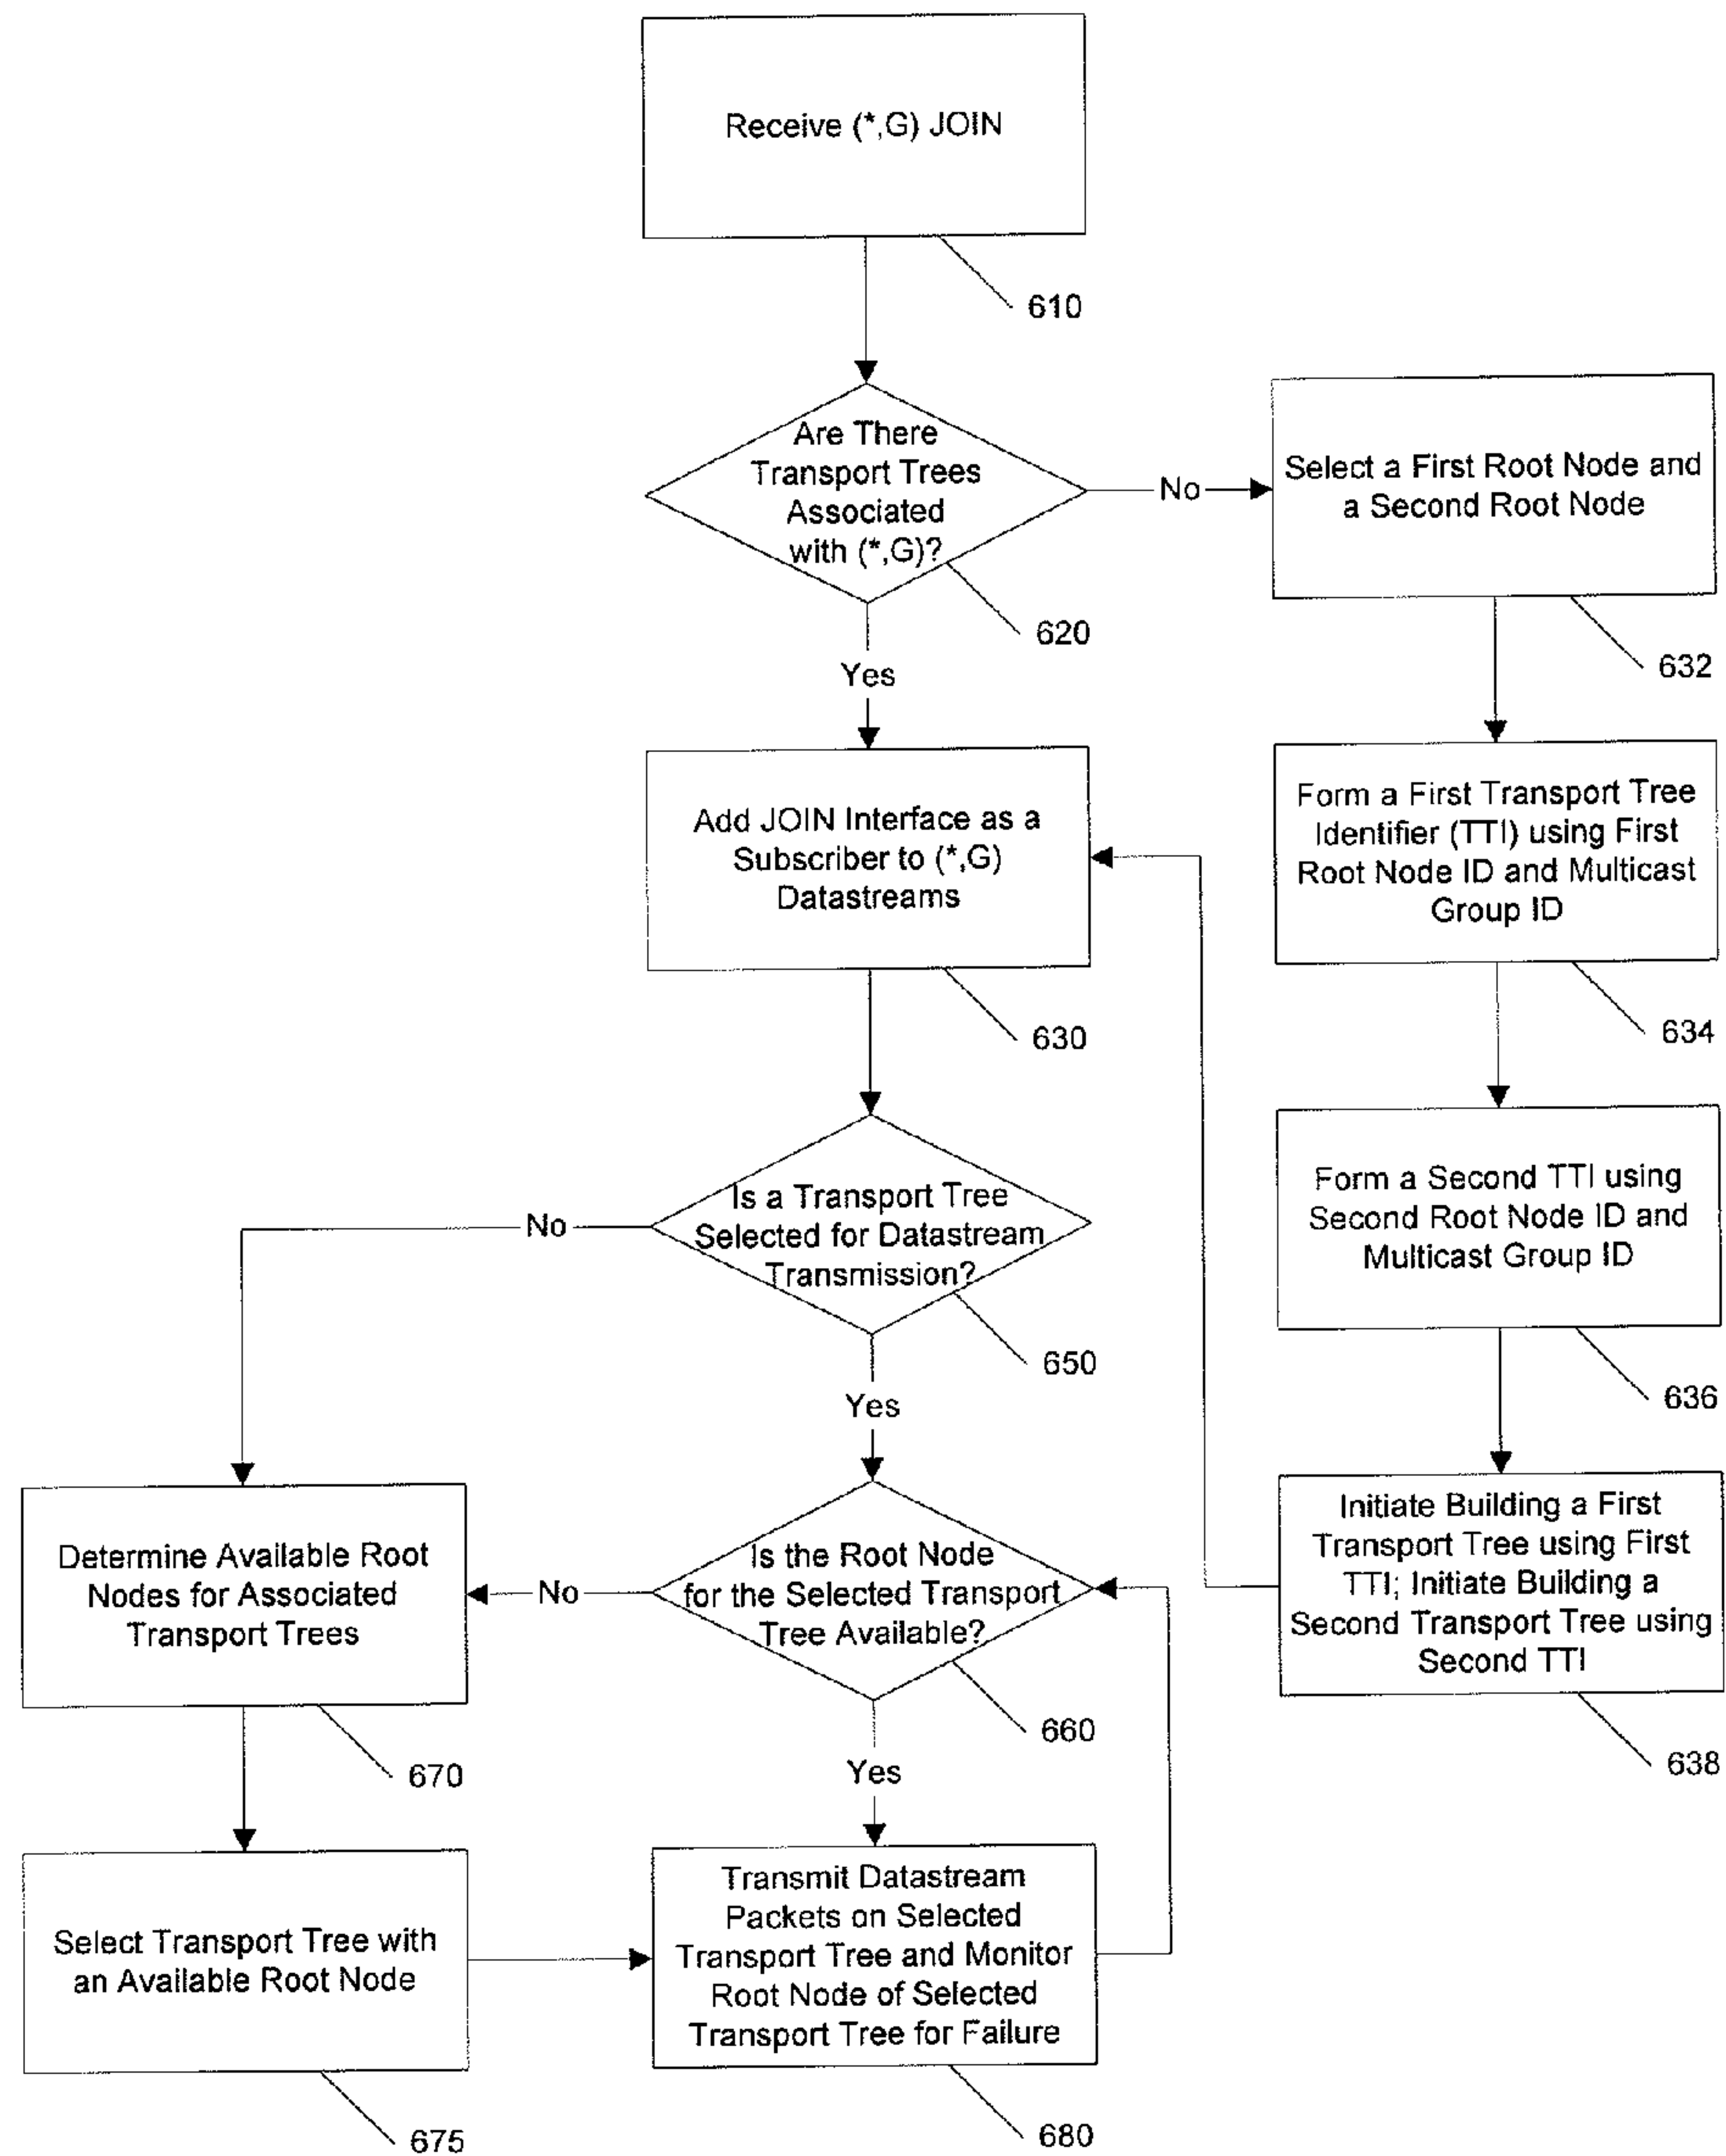 Receive (*,G) JOIN
610
Are There
Transport Trees
Associated
with (*,G)?
620
No
Select a First Root Node and
a Second Root Node
632
Yes
Add JOIN Interface as a
Subscriber to (*,G)
Datastreams
630
Form a First Transport Tree
Identifier (TTI) using First
Root Node ID and Multicast
Group ID
634
Form a Second TTI using
Second Root Node ID and
Multicast Group ID
636
Is a Transport Tree
Selected for Datastream
Transmission?
650
No
Yes
Initiate Building a First
Transport Tree using First
TTI; Initiate Building a
Second Transport Tree using
Second TTI
638
Determine Available Root
Nodes for Associated
Transport Trees
670
No
Is the Root Node
for the Selected Transport
Tree Available?
660
Yes
Select Transport Tree with
an Available Root Node
675
Transmit Datastream
Packets on Selected
Transport Tree and Monitor
Root Node of Selected
Transport Tree for Failure
680